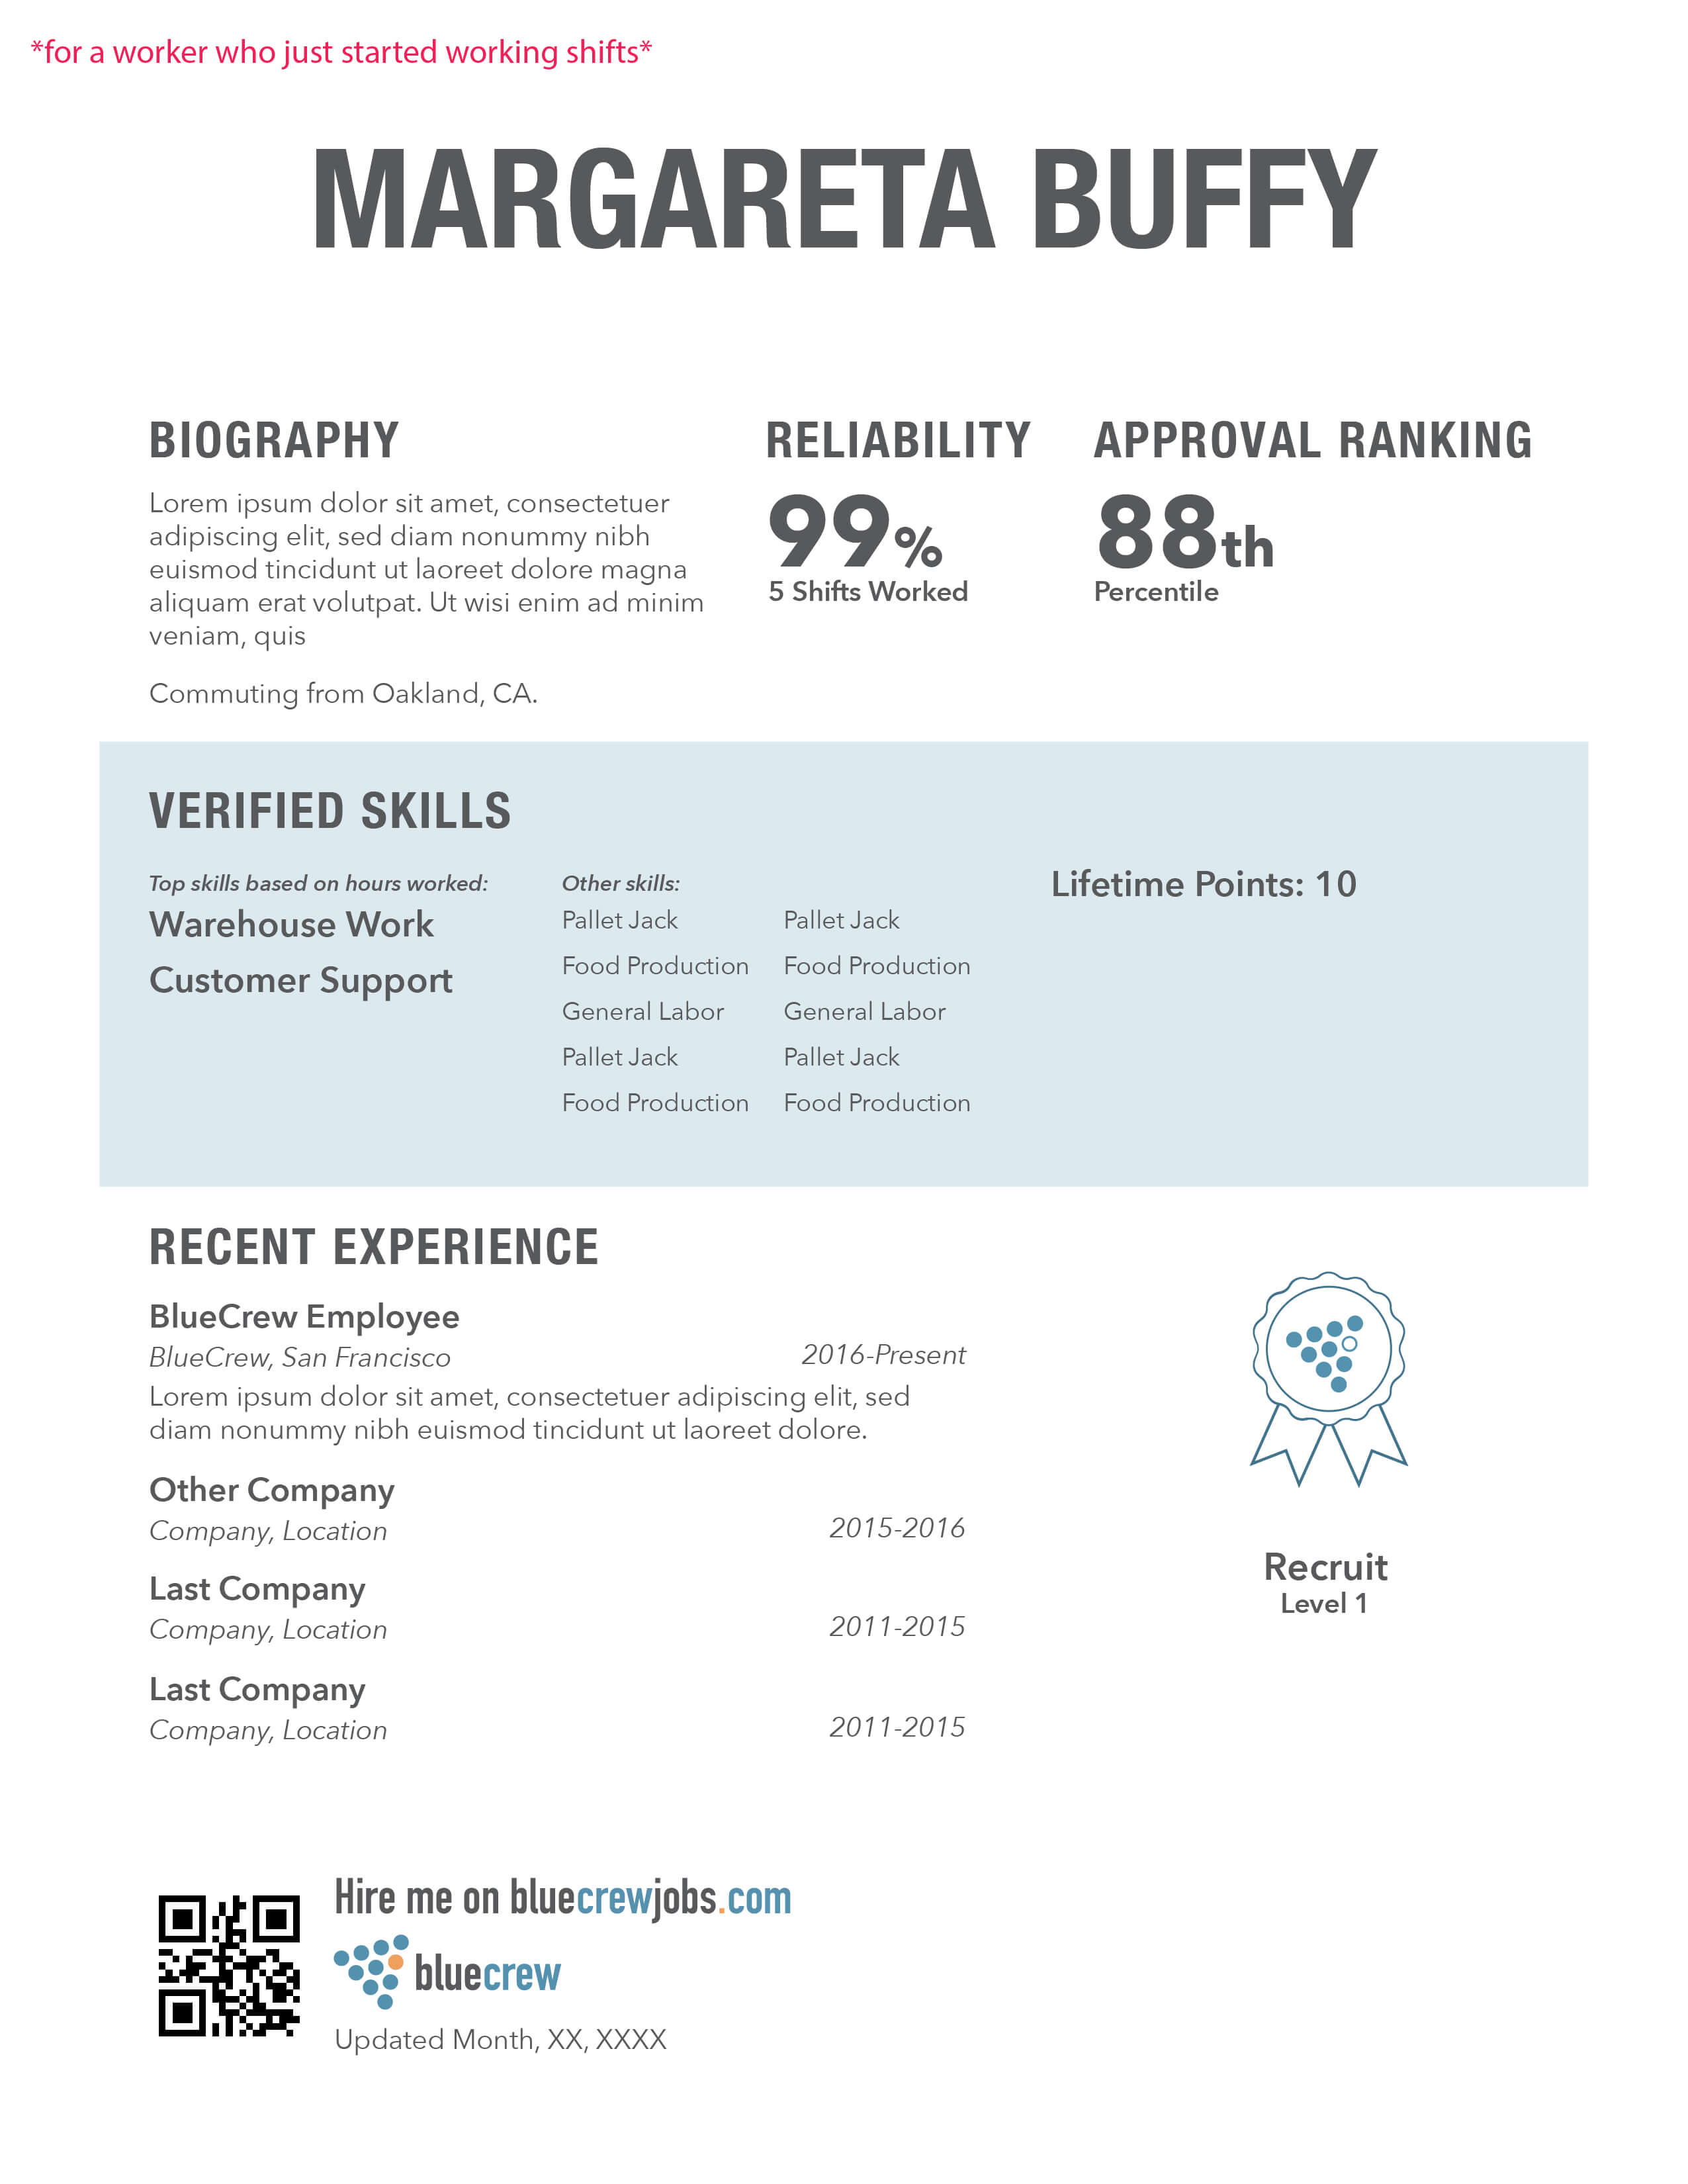 *for a worker who just started working shifts*
MARGARETA BUFFY
BIOGRAPHY
Lorem ipsum dolor sit amet, consectetuer
adipiscing elit, sed diam nonummy nibh
euismod tincidunt ut laoreet dolore magna
aliquam erat volutpat. Ut wisi enim ad minim
veniam, quis
Commuting from Oakland, CA.
RELIABILITY
99%
5 Shifts Worked
APPROVAL RANKING
88th
Percentile
VERIFIED SKILLS
Top skills based on hours worked:
Warehouse Work
Customer Support
Other skills:
Pallet Jack
Food Production
General Labor
Pallet Jack
Food Production
Pallet Jack
Food Production
General Labor
Pallet Jack
Food Production
Lifetime Points: 10
RECENT EXPERIENCE
BlueCrew Employee
BlueCrew, San Francisco 2016-Present
Lorem ipsum dolor sit amet, consectetuer adipiscing elit, sed
diam nonummy nibh euismod tincidunt ut laoreet dolore.
Other Company
Company, Location 2015-2016
Last Company
Company, Location 2011-2015
Last Company
Company, Location 2011-2015
Recruit
Level 1
Hire me on bluecrewjobs.com
bluecrew
Updated Month, XX, XXXX